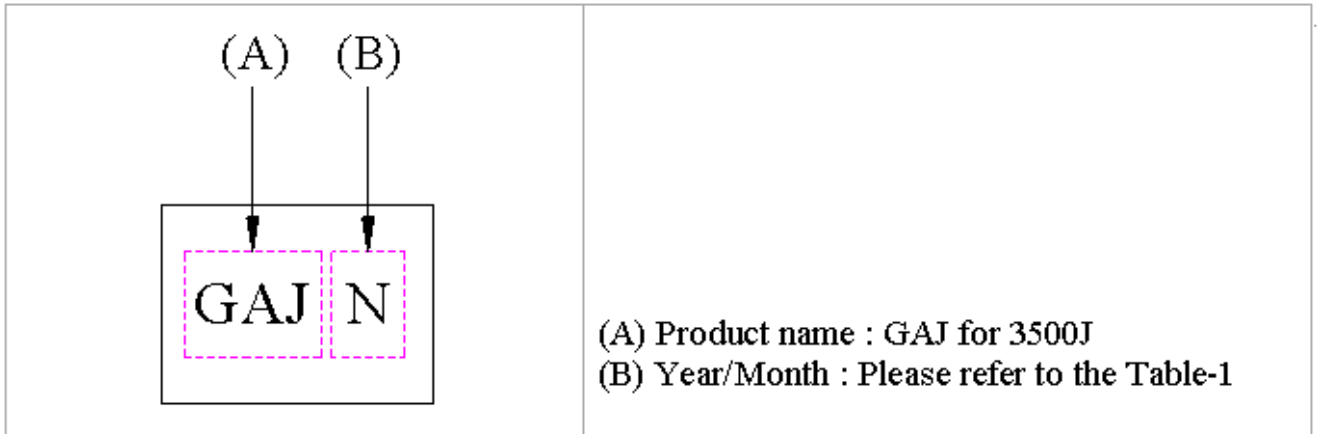 (A) (B)
GAJ N
(A) Product name : GAJ for 3500J
(B) Year/Month : Please refer to the Table-1